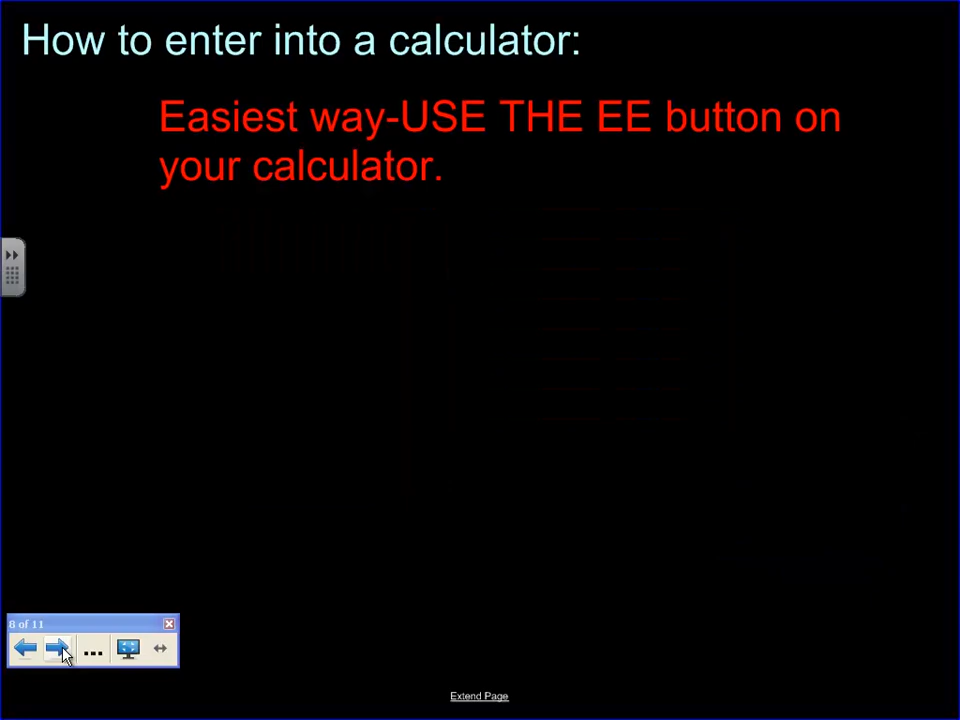 How to enter into a calculator:
Easiest way-USE THE EE button on
your calculator.
8 of 11
...
Extend Page